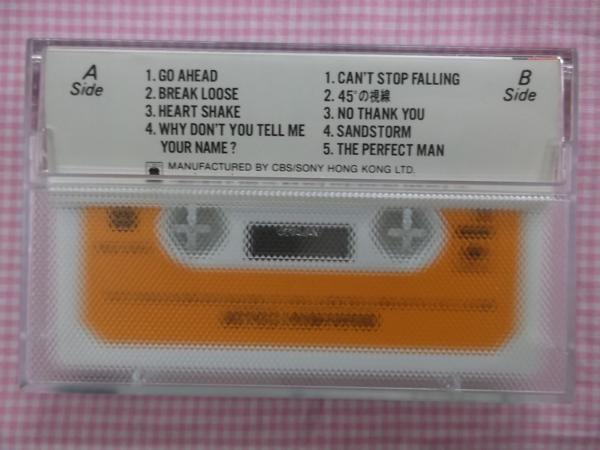 A
Side
1. GO AHEAD
2. BREAK LOOSE
3. HEART SHAKE
4. WHY DON'T YOU TELL ME
YOUR NAME?
1. CAN'T STOP FALLING
2. 45°の視線
3. NO THANK YOU
4. SANDSTORM
5. THE PERFECT MAN
B
Side
MANUFACTURED BY CBS/SONY HONG KONG LTD.